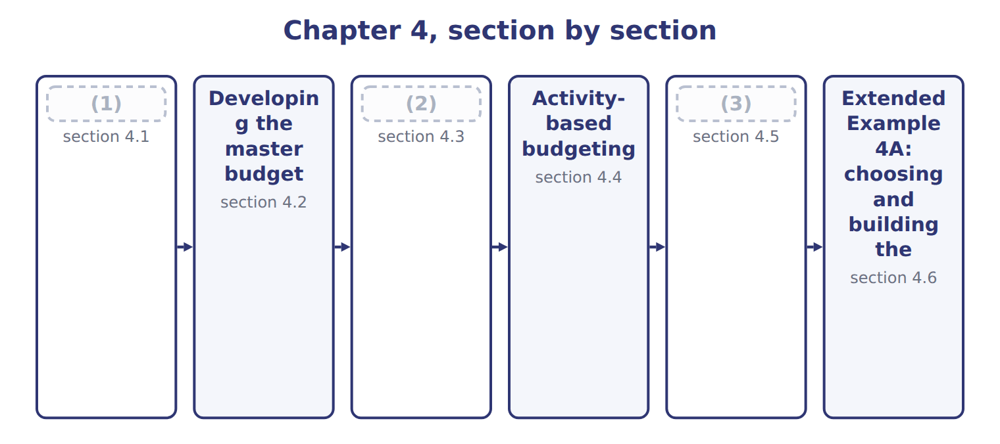 Chapter 4, section by section
(1)
section 4.1
Developin
g the
master
budget
section 4.2
(2)
section 4.3
Activity-
based
budgeting
section 4.4
(3)
section 4.5
Extended
Example
4A:
choosing
and
building
the
section 4.6